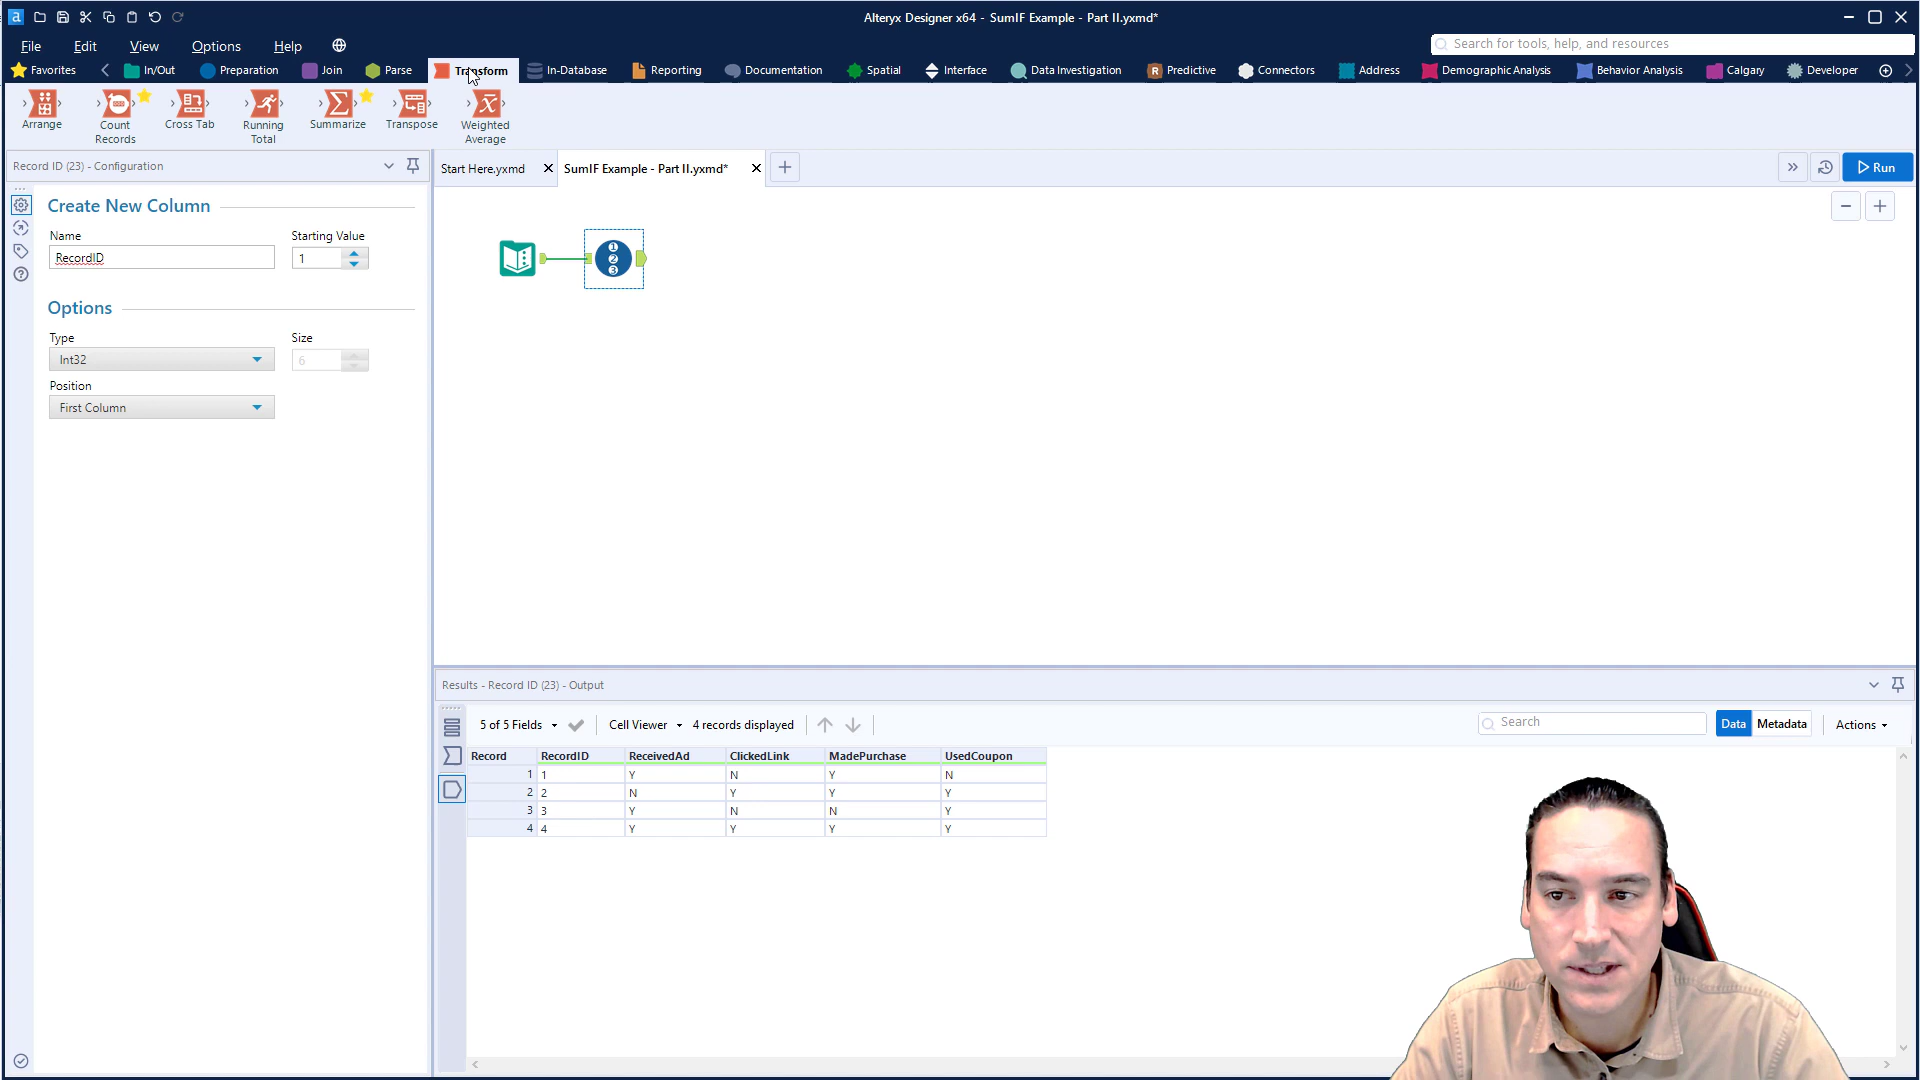 a
Alteryx Designer x64 - SumIF Example - Part II.yxmd*
File Edit View Options Help
Search for tools, help, and resources
Favorites In/Out Preparation Join Parse Transform In-Database Reporting Documentation Spatial Interface Data Investigation Predictive Connectors Address Demographic Analysis Behavior Analysis Calgary Developer
Arrange Count Records Cross Tab Running Total Summarize Transpose Weighted Average
Record ID (23) - Configuration
Start Here.yxmd SumIF Example - Part II.yxmd*
Run
Create New Column
Name Starting Value
RecordID 1
Options
Type Size
Int32 6
Position
First Column
1
2
3
Results - Record ID (23) - Output
5 of 5 Fields Cell Viewer 4 records displayed Search Data Metadata Actions
Record RecordID ReceivedAd ClickedLink MadePurchase UsedCoupon
1 1 Y N Y N
2 2 N Y Y Y
3 3 Y N N Y
4 4 Y Y Y Y